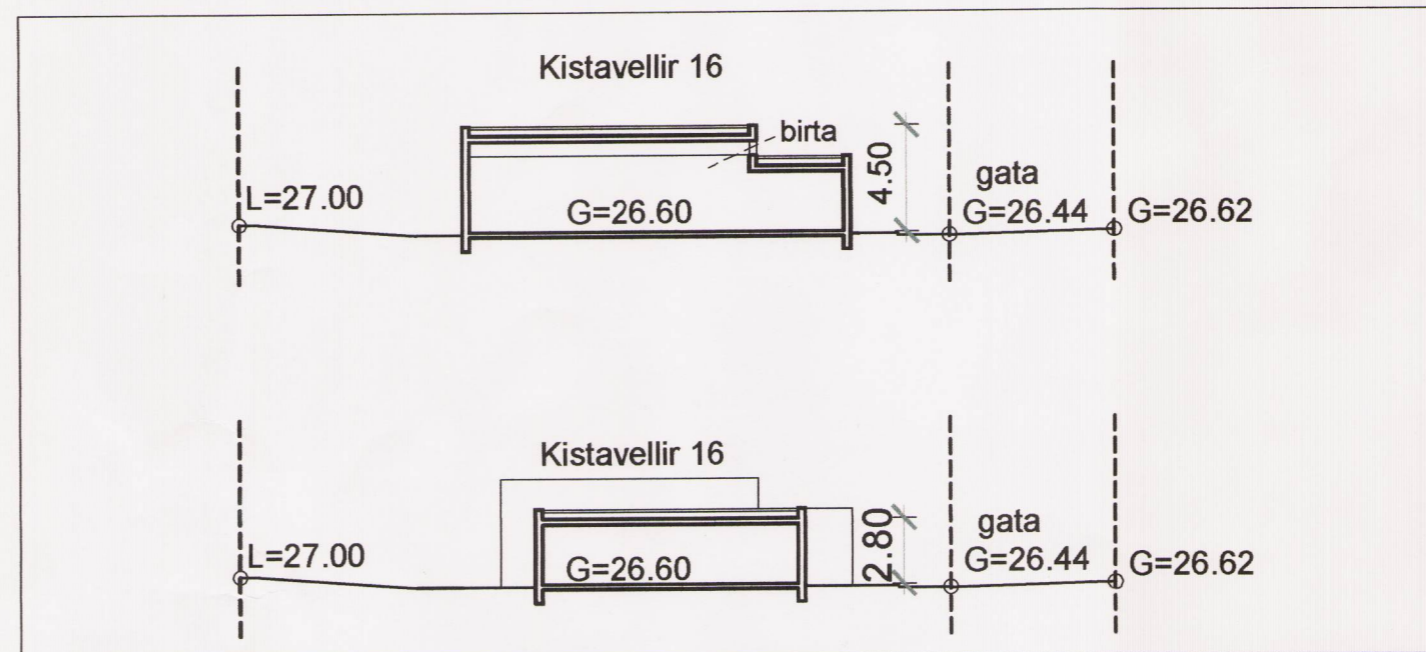 Kistavellir 16
birta
4.50
L=27.00
G=26.60
gata
G=26.44
G=26.62
Kistavellir 16
2.80
L=27.00
G=26.60
gata
G=26.44
G=26.62